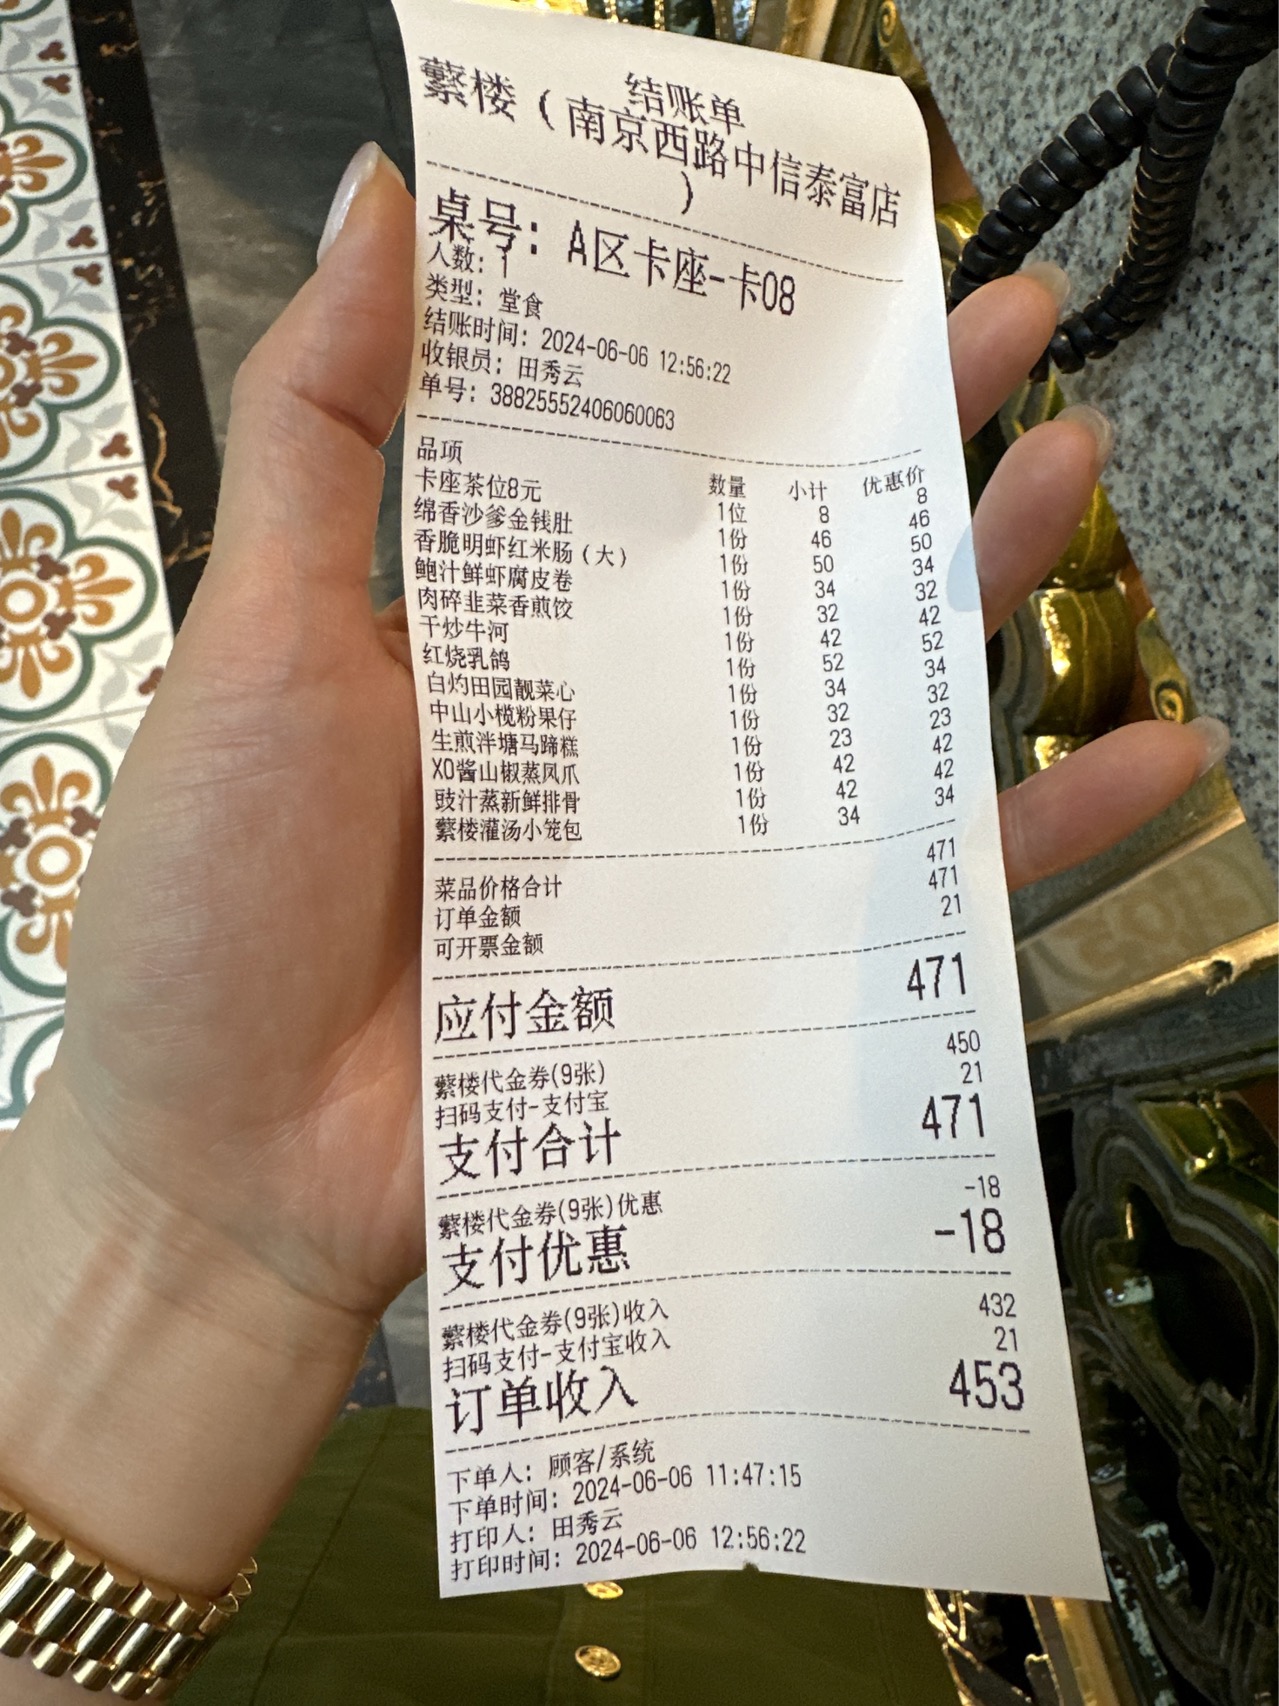 结账单
蘩楼（南京西路中信泰富店
）
桌号：A区卡座-卡08
人数：1
类型：堂食
结账时间：2024-06-06 12:56:22
收银员：田秀云
单号：38825552406060063
品项 数量 小计 优惠价
卡座茶位8元 1位 8 8
绵香沙爹金钱肚 1份 46 46
香脆明虾红米肠（大） 1份 50 50
鲍汁鲜虾腐皮卷 1份 34 34
肉碎韭菜香煎饺 1份 32 32
干炒牛河 1份 42 42
红烧乳鸽 1份 52 52
白灼田园靓菜心 1份 34 34
中山小榄粉果仔 1份 32 32
生煎泮塘马蹄糕 1份 23 23
XO酱山椒蒸凤爪 1份 42 42
豉汁蒸新鲜排骨 1份 42 42
蘩楼灌汤小笼包 1份 34 34
菜品价格合计 471
订单金额 471
可开票金额 21
应付金额 471
蘩楼代金券(9张) 450
扫码支付-支付宝 21
支付合计 471
蘩楼代金券(9张)优惠 -18
支付优惠 -18
蘩楼代金券(9张)收入 432
扫码支付-支付宝收入 21
订单收入 453
下单人：顾客/系统
下单时间：2024-06-06 11:47:15
打印人：田秀云
打印时间：2024-06-06 12:56:22